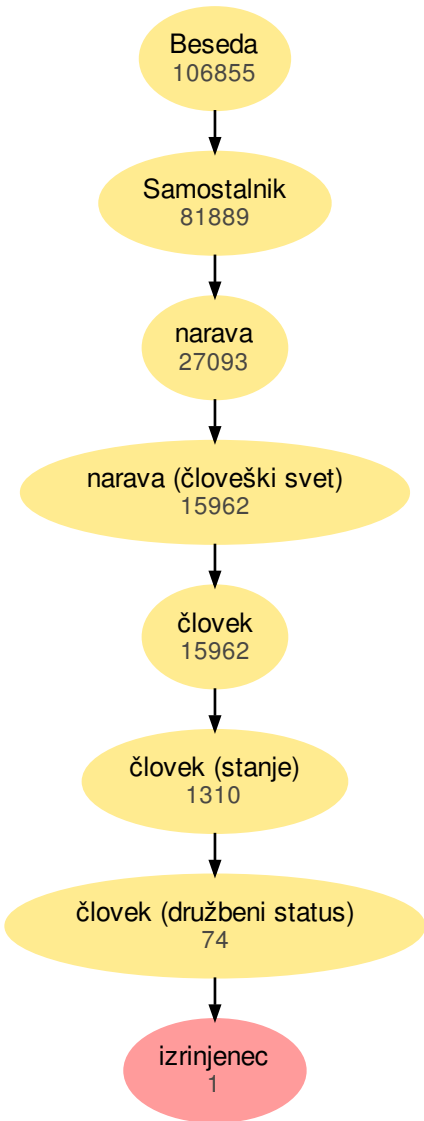 Beseda
106855
Samostalnik
81889
narava
27093
narava (človeški svet)
15962
človek
15962
človek (stanje)
1310
človek (družbeni status)
74
izrinjenec
1